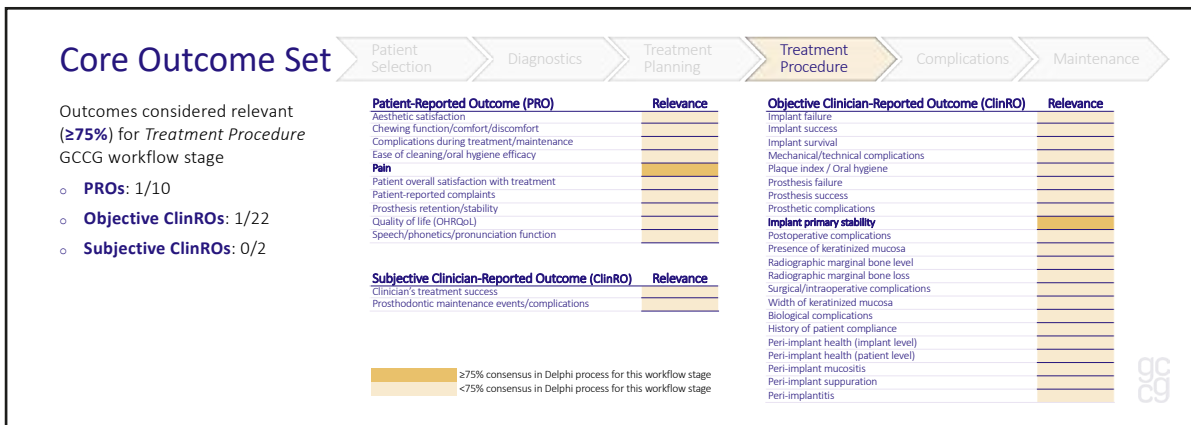 Core Outcome Set
Patient
Selection
Diagnostics
Treatment
Planning
Treatment
Procedure
Complications
Maintenance
Outcomes considered relevant
(≥75%) for Treatment Procedure
GCCG workflow stage
○ PROs: 1/10
○ Objective ClinROs: 1/22
○ Subjective ClinROs: 0/2
Patient-Reported Outcome (PRO) Relevance
Aesthetic satisfaction
Chewing function/comfort/discomfort
Complications during treatment/maintenance
Ease of cleaning/oral hygiene efficacy
Pain
Patient overall satisfaction with treatment
Patient-reported complaints
Prosthesis retention/stability
Quality of life (OHRQoL)
Speech/phonetics/pronunciation function
Subjective Clinician-Reported Outcome (ClinRO) Relevance
Clinician's treatment success
Prosthodontic maintenance events/complications
≥75% consensus in Delphi process for this workflow stage
<75% consensus in Delphi process for this workflow stage
Objective Clinician-Reported Outcome (ClinRO) Relevance
Implant failure
Implant success
Implant survival
Mechanical/technical complications
Plaque index / Oral hygiene
Prosthesis failure
Prosthesis success
Prosthetic complications
Implant primary stability
Postoperative complications
Presence of keratinized mucosa
Radiographic marginal bone level
Radiographic marginal bone loss
Surgical/intraoperative complications
Width of keratinized mucosa
Biological complications
History of patient compliance
Peri-implant health (implant level)
Peri-implant health (patient level)
Peri-implant mucositis
Peri-implant suppuration
Peri-implantitis
gc
cg